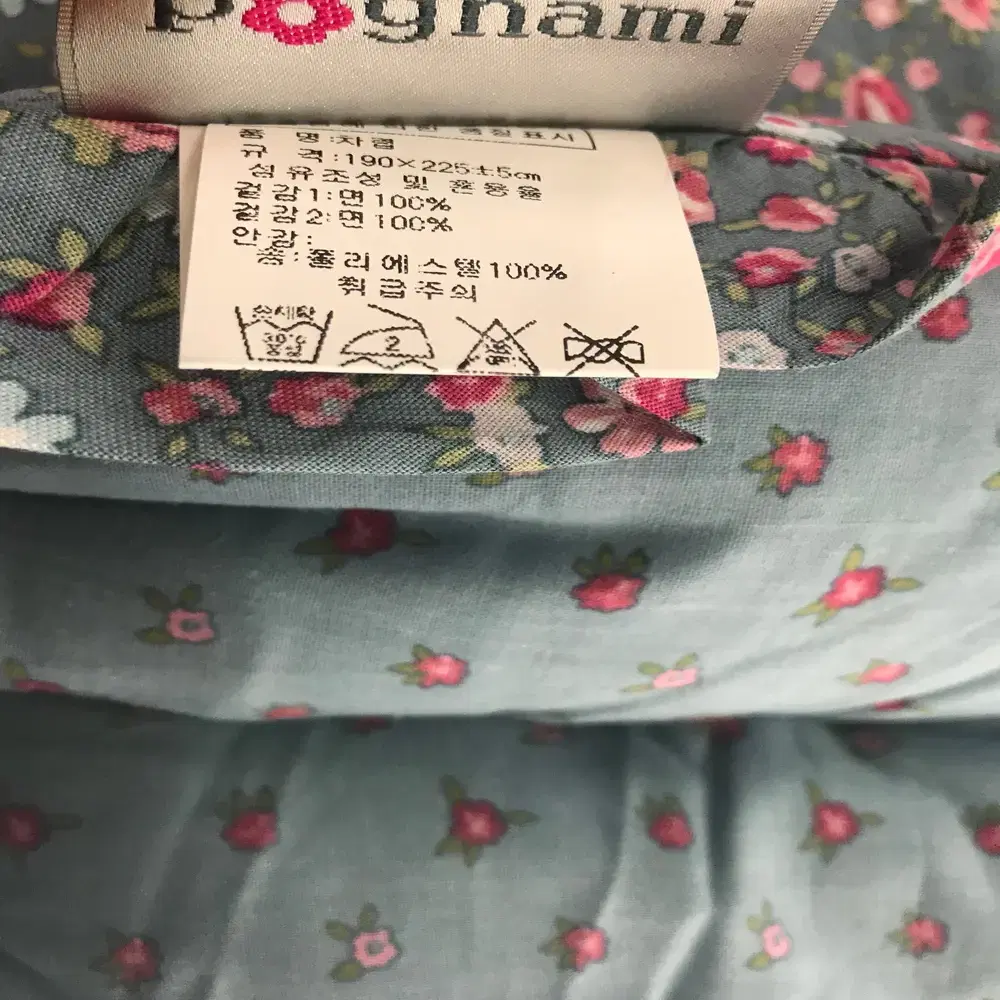 pognami
품 명:차렵
규 격:190×225±5cm
섬유조성 및 혼용율
겉감1:면100%
겉감2:면100%
안감:
충:폴리에스텔100%
취급주의
손세탁
2